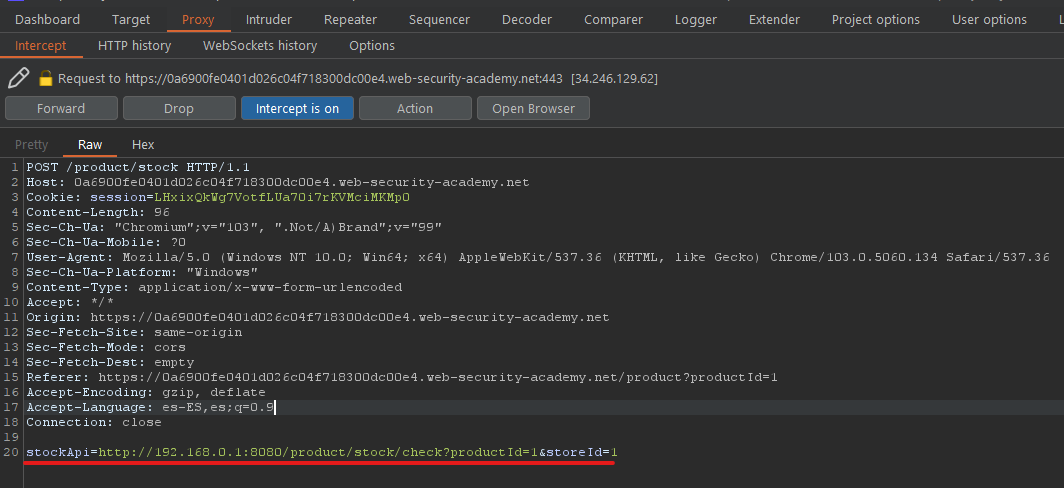 Dashboard Target Proxy Intruder Repeater Sequencer Decoder Comparer Logger Extender Project options User options L
Intercept HTTP history WebSockets history Options
Request to https://0a6900fe0401d026c04f718300dc00e4.web-security-academy.net:443 [34.246.129.62]
Forward Drop Intercept is on Action Open Browser
Pretty Raw Hex
1 POST /product/stock HTTP/1.1
2 Host: 0a6900fe0401d026c04f718300dc00e4.web-security-academy.net
3 Cookie: session=LHxixQkWg7VotfLUa7Oi7rKVMciMKMpO
4 Content-Length: 96
5 Sec-Ch-Ua: "Chromium";v="103", ".Not/A)Brand";v="99"
6 Sec-Ch-Ua-Mobile: ?0
7 User-Agent: Mozilla/5.0 (Windows NT 10.0; Win64; x64) AppleWebKit/537.36 (KHTML, like Gecko) Chrome/103.0.5060.134 Safari/537.36
8 Sec-Ch-Ua-Platform: "Windows"
9 Content-Type: application/x-www-form-urlencoded
10 Accept: */*
11 Origin: https://0a6900fe0401d026c04f718300dc00e4.web-security-academy.net
12 Sec-Fetch-Site: same-origin
13 Sec-Fetch-Mode: cors
14 Sec-Fetch-Dest: empty
15 Referer: https://0a6900fe0401d026c04f718300dc00e4.web-security-academy.net/product?productId=1
16 Accept-Encoding: gzip, deflate
17 Accept-Language: es-ES,es;q=0.9
18 Connection: close
19
20 stockApi=http://192.168.0.1:8080/product/stock/check?productId=1&storeId=1